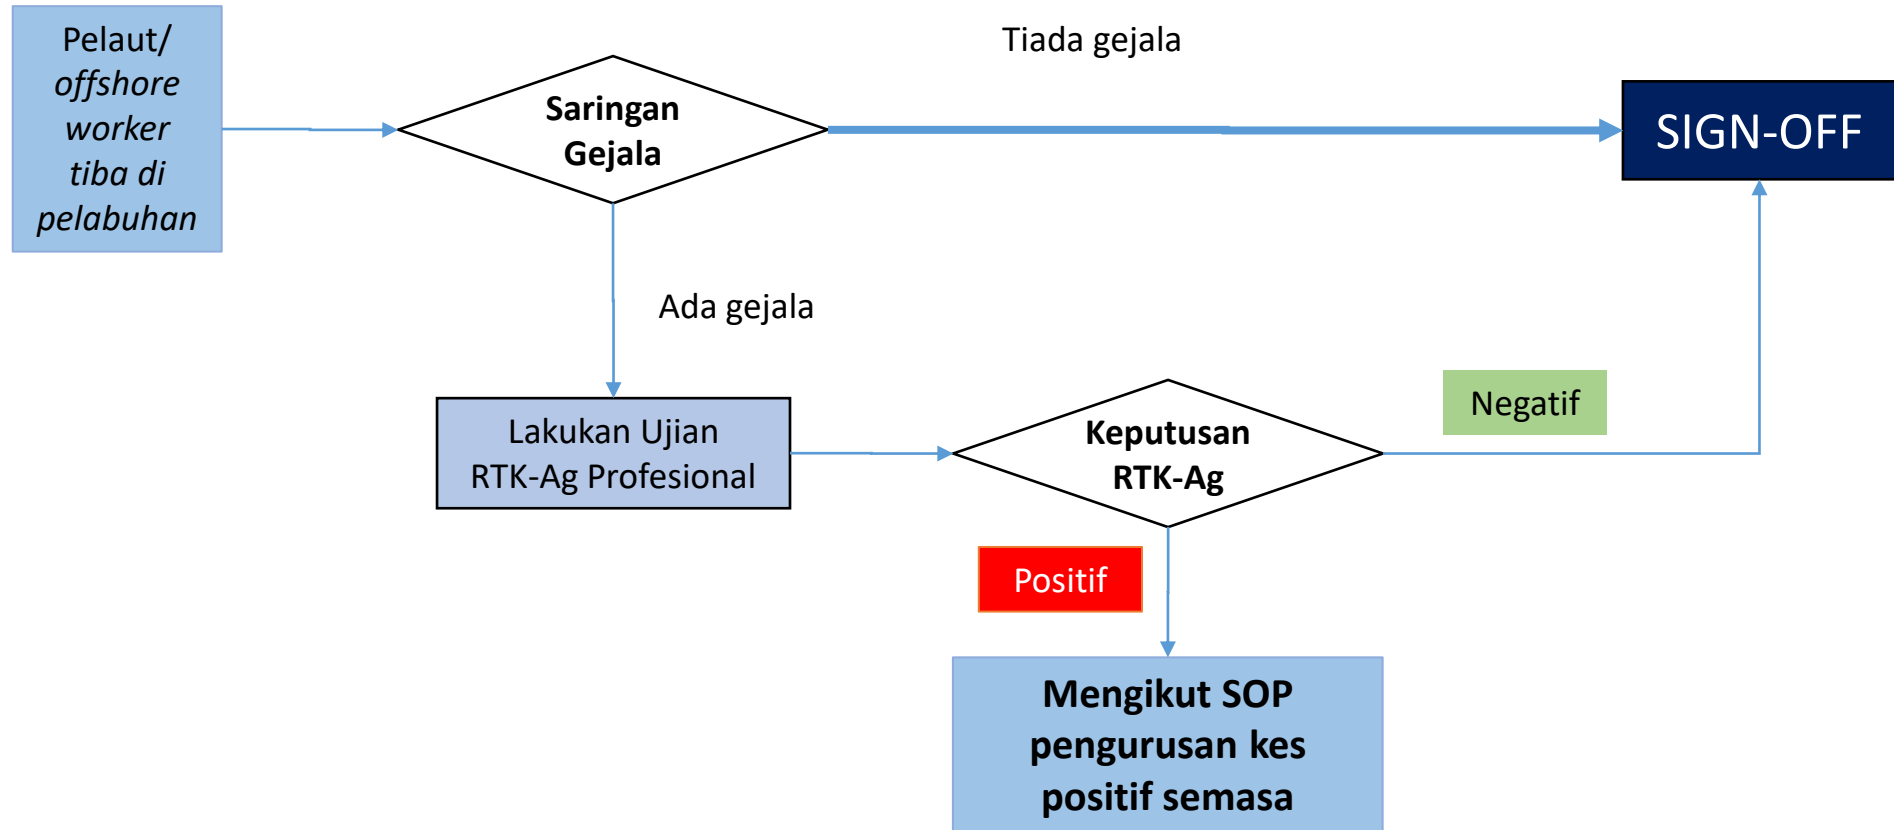 Pelaut/
offshore
worker
tiba di
pelabuhan
Saringan
Gejala
Tiada gejala
SIGN-OFF
Ada gejala
Lakukan Ujian
RTK-Ag Profesional
Keputusan
RTK-Ag
Negatif
Positif
Mengikut SOP
pengurusan kes
positif semasa